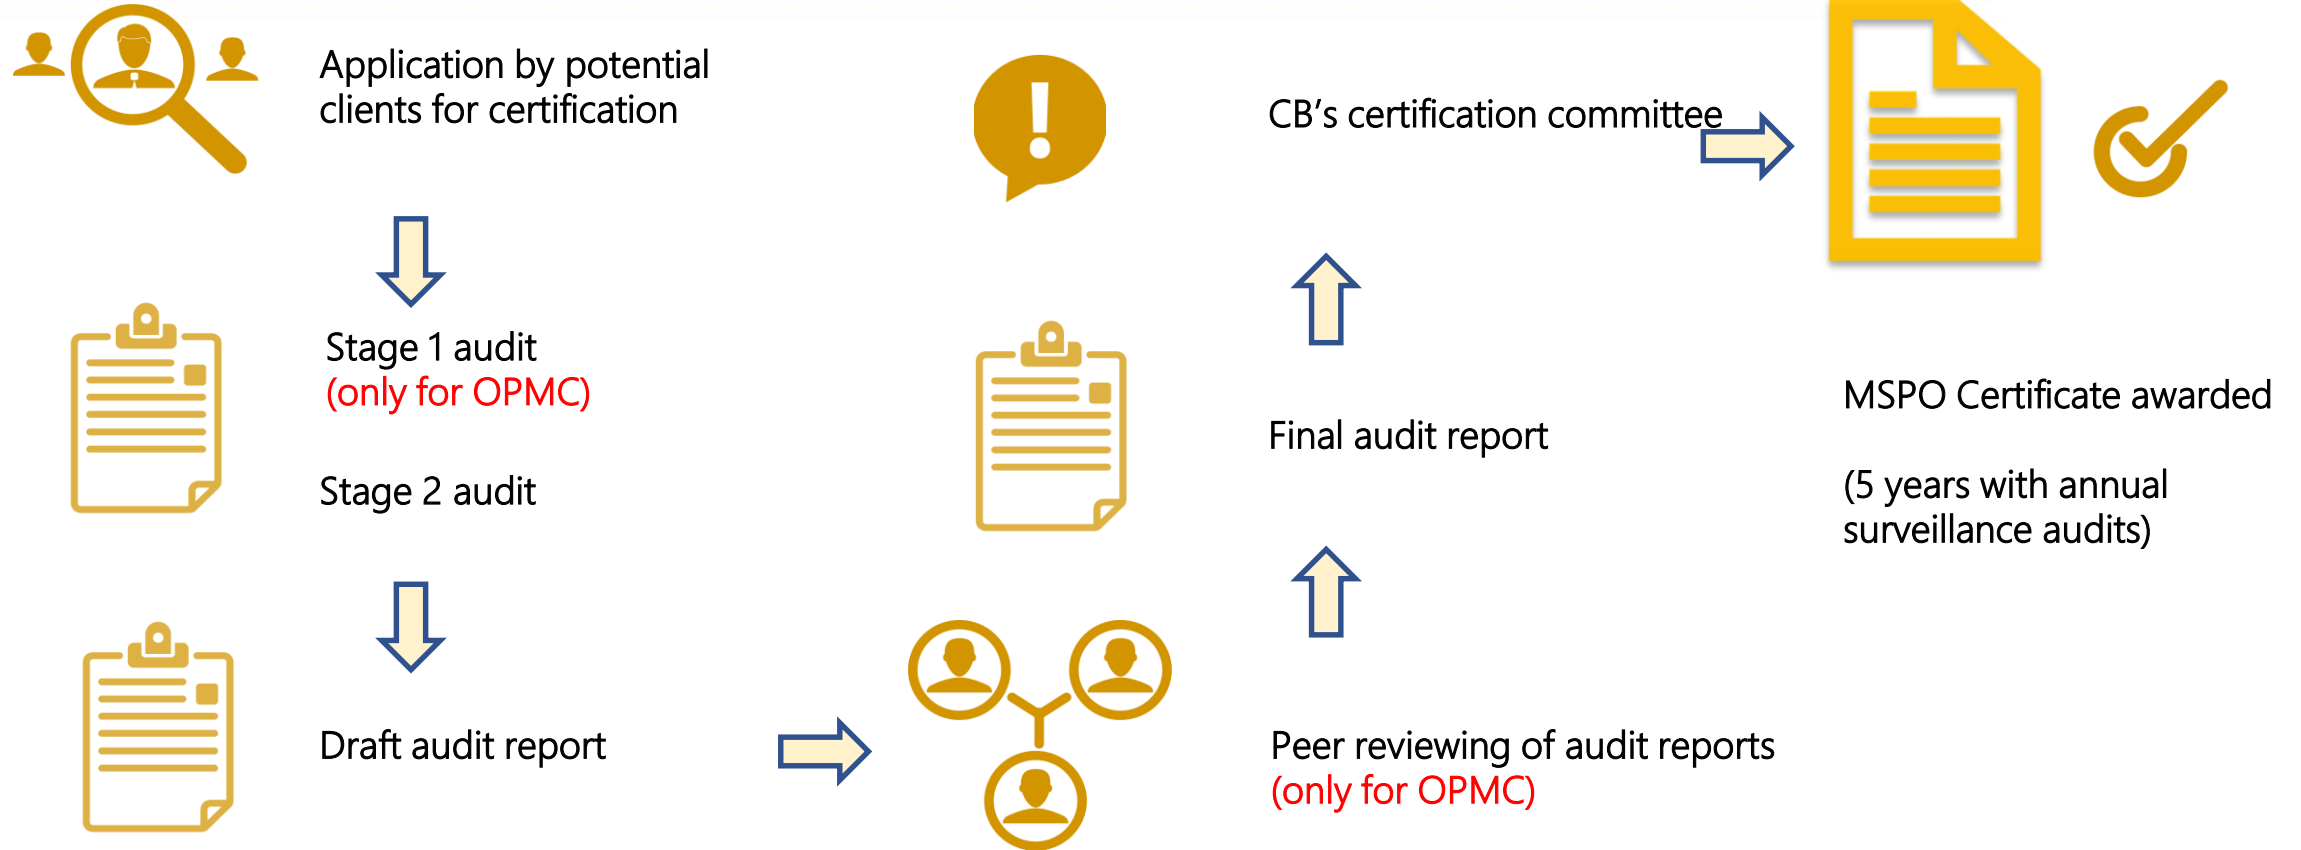 Application by potential
clients for certification
Stage 1 audit
(only for OPMC)
Stage 2 audit
Draft audit report
Peer reviewing of audit reports
(only for OPMC)
Final audit report
CB’s certification committee
MSPO Certificate awarded
(5 years with annual
surveillance audits)